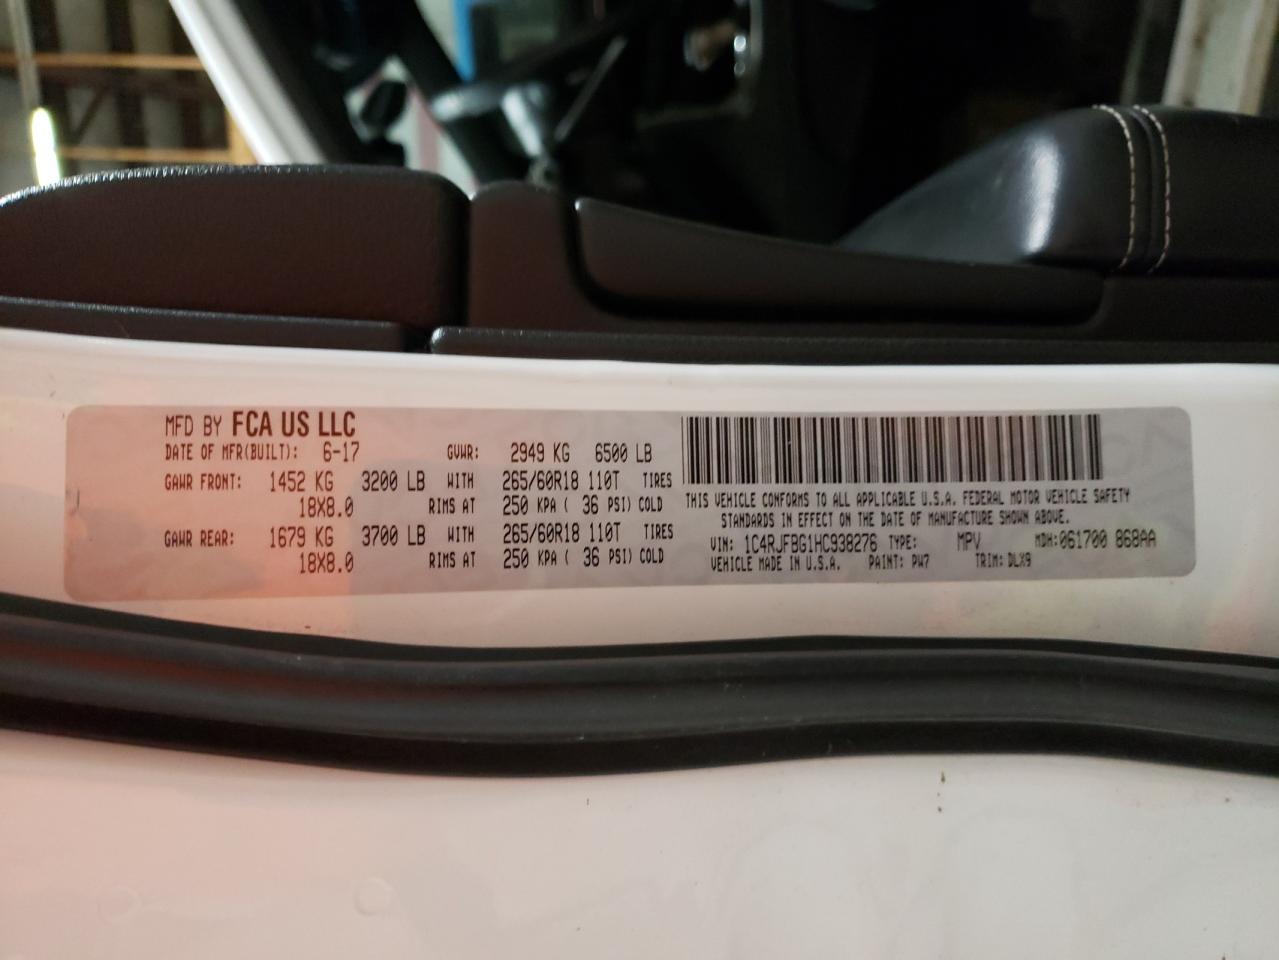 MFD BY FCA US LLC
DATE OF MFR(BUILT): 6-17 GVWR: 2949 KG 6500 LB
GAWR FRONT: 1452 KG 3200 LB WITH 265/60R18 110T TIRES
18X8.0 RIMS AT 250 KPA ( 36 PSI) COLD
GAWR REAR: 1679 KG 3700 LB WITH 265/60R18 110T TIRES
18X8.0 RIMS AT 250 KPA ( 36 PSI) COLD
THIS VEHICLE CONFORMS TO ALL APPLICABLE U.S.A. FEDERAL MOTOR VEHICLE SAFETY
STANDARDS IN EFFECT ON THE DATE OF MANUFACTURE SHOWN ABOVE.
VIN: 1C4RJFBG1HC938276 TYPE: MPV MDH:061700 868AA
VEHICLE MADE IN U.S.A. PAINT: PW7 TRIM: DLX9